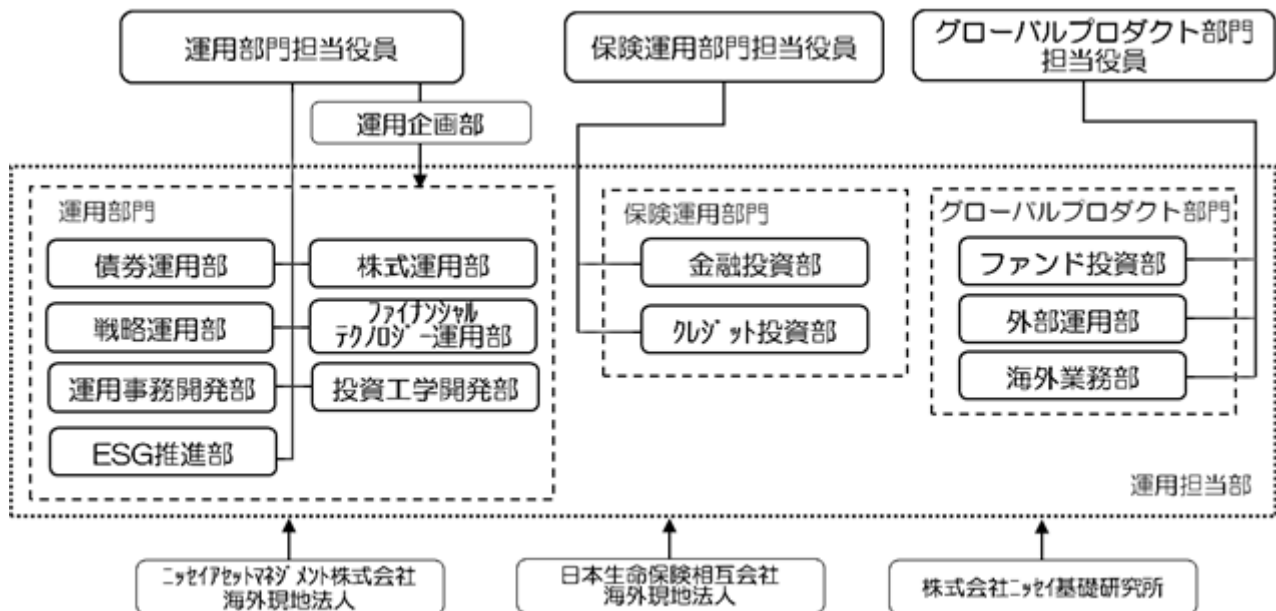 運用部門担当役員
保険運用部門担当役員
グローバルプロダクト部門
担当役員
運用企画部
運用部門
債券運用部
株式運用部
戦略運用部
ファイナンシャル
テクノロジー運用部
運用事務開発部
投資工学開発部
ESG推進部
保険運用部門
金融投資部
クレジット投資部
グローバルプロダクト部門
ファンド投資部
外部運用部
海外業務部
運用担当部
ニッセイアセットマネジメント株式会社
海外現地法人
日本生命保険相互会社
海外現地法人
株式会社ニッセイ基礎研究所